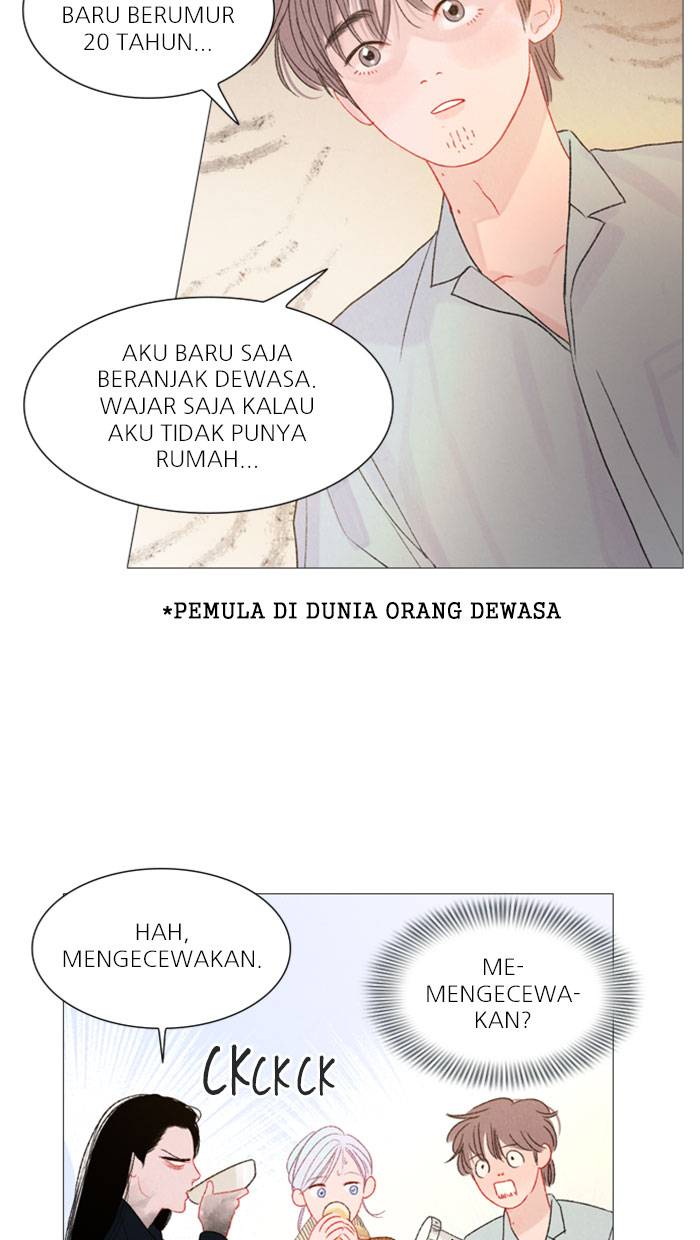 BARU BERUMUR
20 TAHUN...
AKU BARU SAJA
BERANJAK DEWASA.
WAJAR SAJA KALAU
AKU TIDAK PUNYA
RUMAH...
*PEMULA DI DUNIA ORANG DEWASA
HAH,
MENGECEWAKAN.
ME-
MENGECEWA-
KAN?
CKCKCK